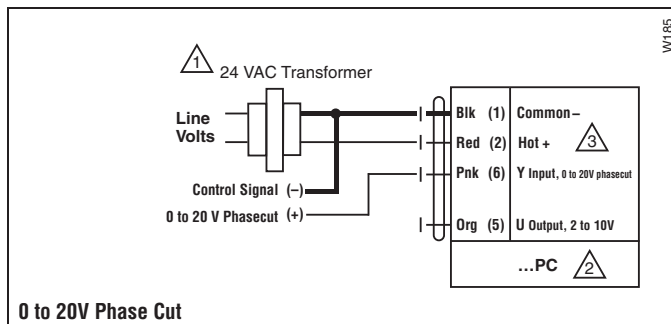 W185
1
24 VAC Transformer
Line
Volts
Blk (1) Common –
Red (2) Hot + 3
Pnk (6) Y Input, 0 to 20V phasecut
Control Signal (–)
0 to 20 V Phasecut (+)
Org (5) U Output, 2 to 10V
...PC 2
0 to 20V Phase Cut